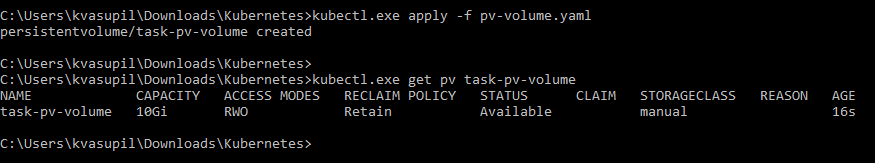 C:\Users\kvasupil\Downloads\Kubernetes>kubectl.exe apply -f pv-volume.yaml
persistentvolume/task-pv-volume created
C:\Users\kvasupil\Downloads\Kubernetes>
C:\Users\kvasupil\Downloads\Kubernetes>kubectl.exe get pv task-pv-volume
NAME CAPACITY ACCESS MODES RECLAIM POLICY STATUS CLAIM STORAGECLASS REASON AGE
task-pv-volume 10Gi RWO Retain Available manual 16s
C:\Users\kvasupil\Downloads\Kubernetes>